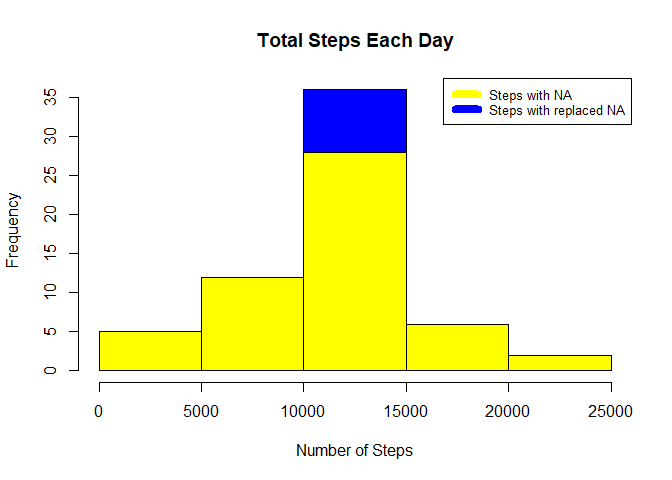 Total Steps Each Day
Steps with NA
Steps with replaced NA
Frequency
35
30
25
20
15
10
5
0
0 5000 10000 15000 20000 25000
Number of Steps